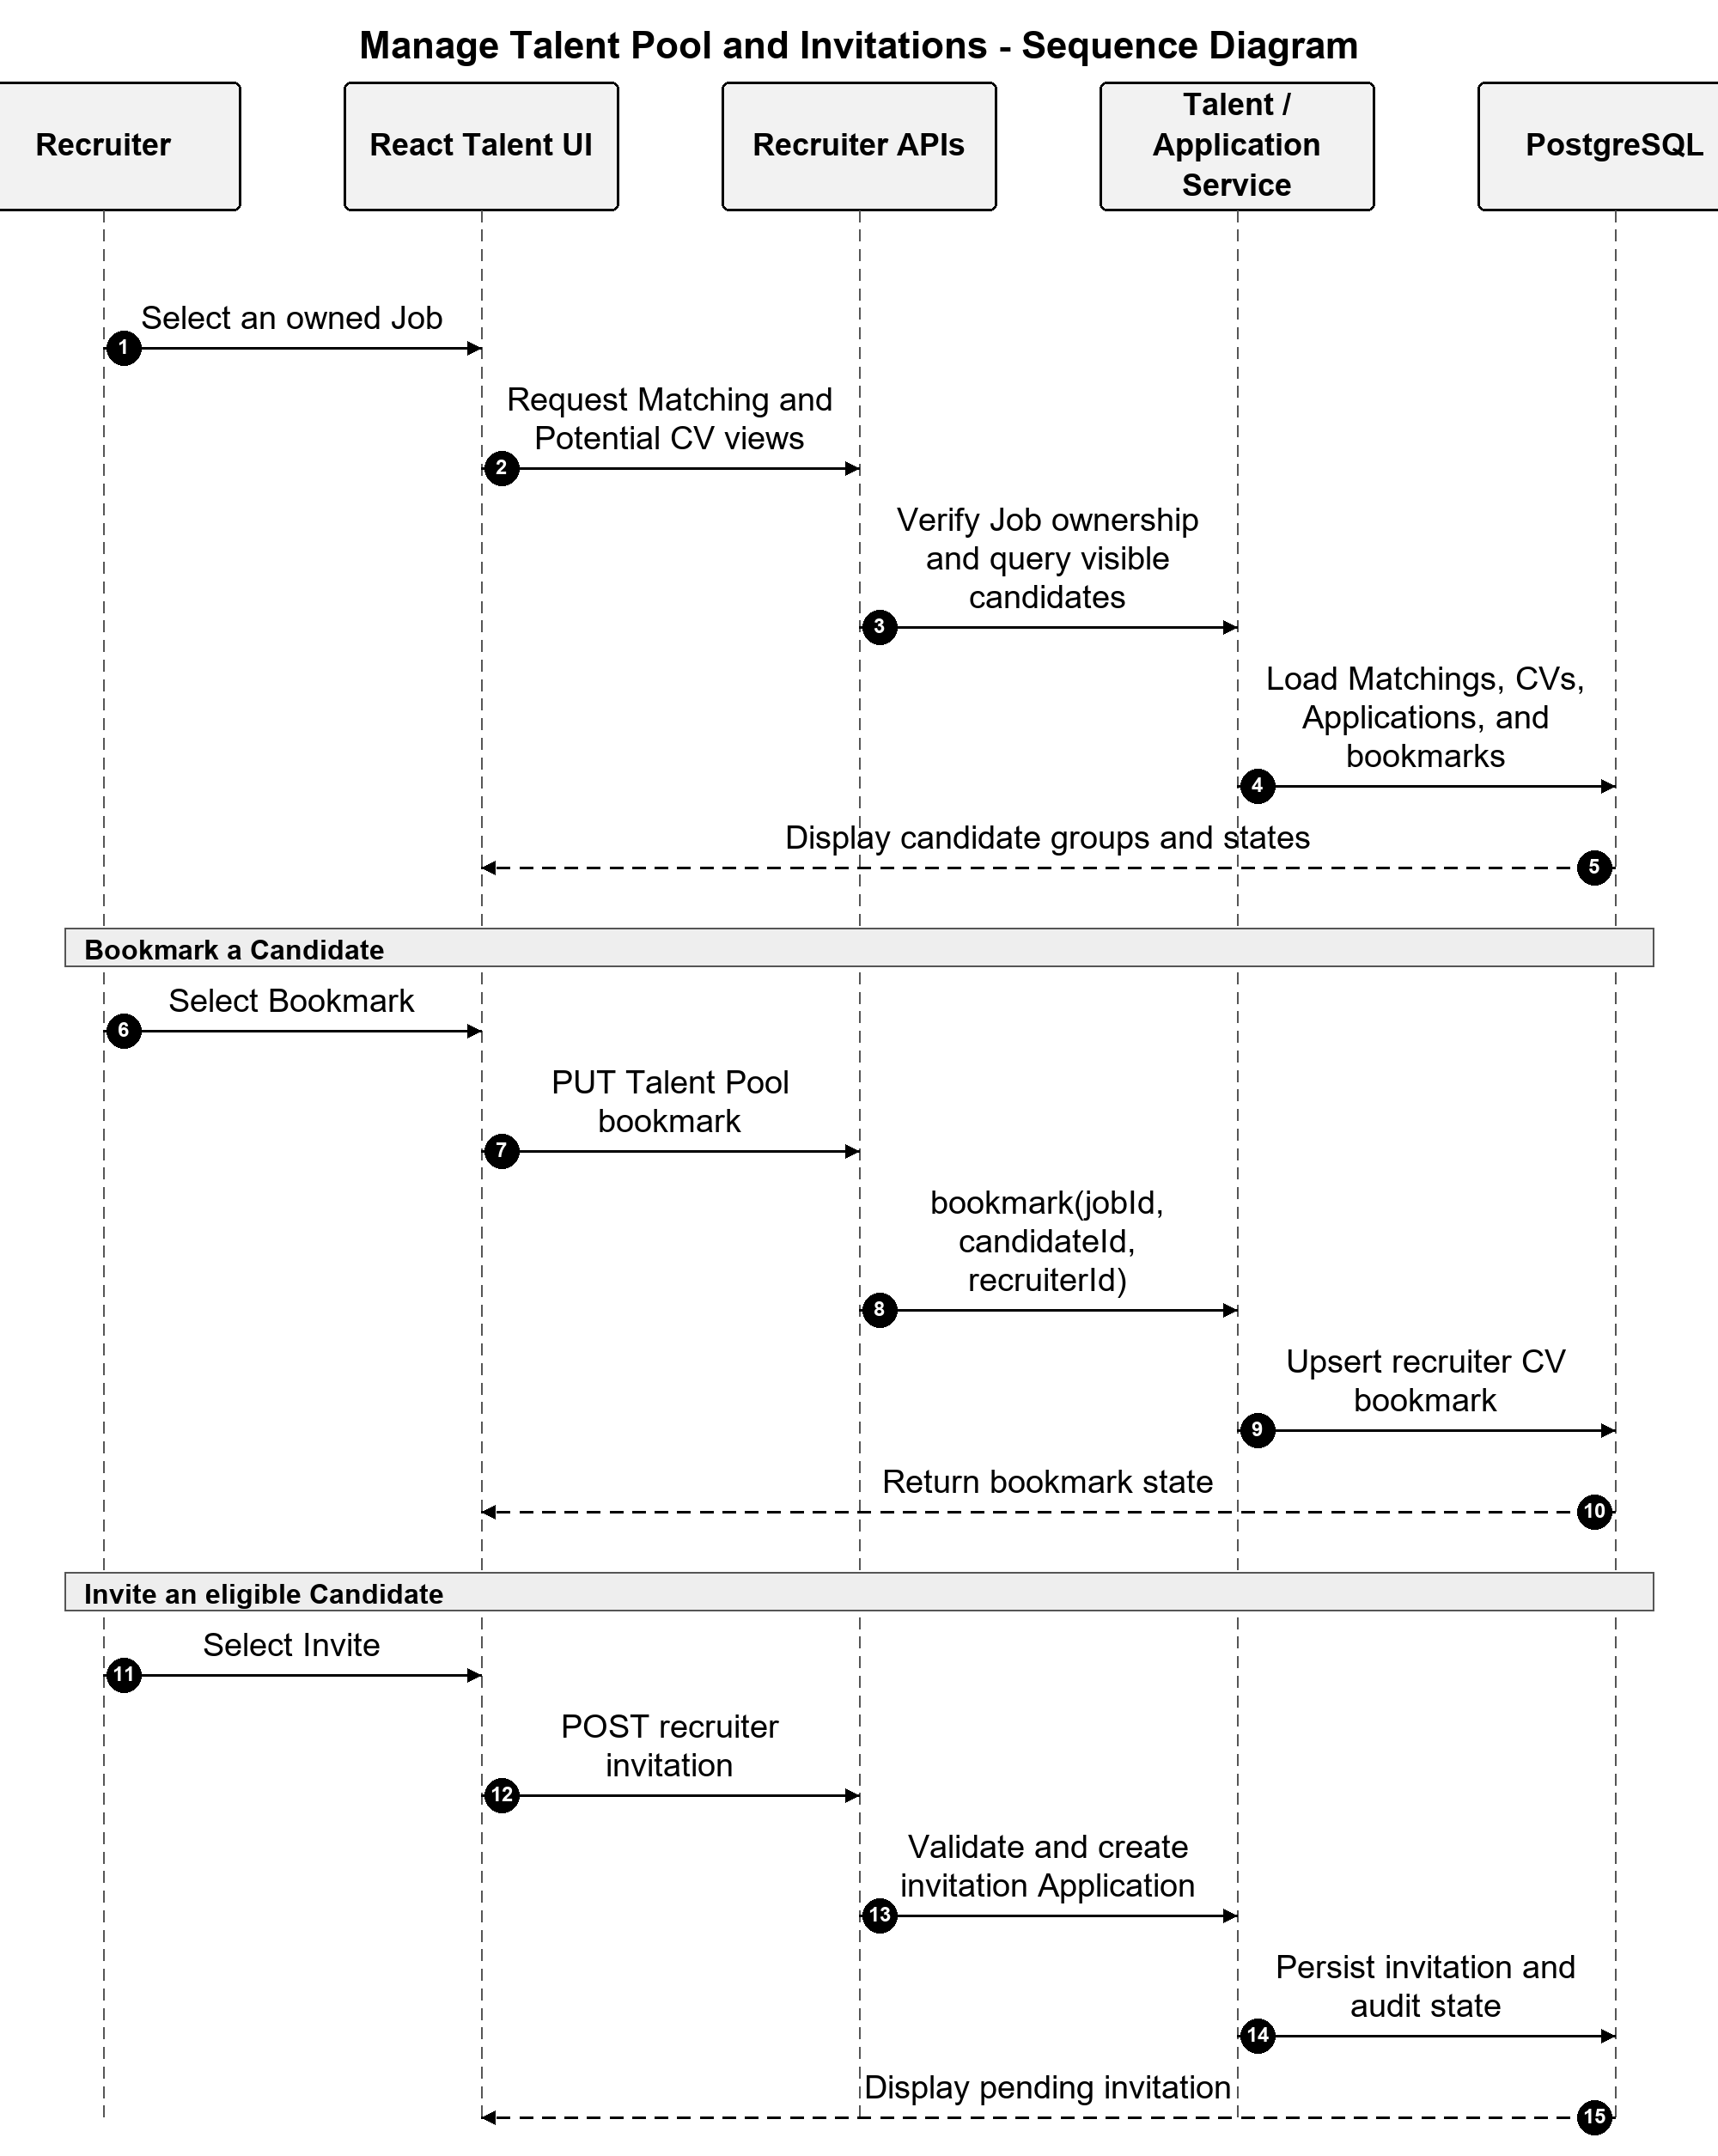 Manage Talent Pool and Invitations - Sequence Diagram
Recruiter
React Talent UI
Recruiter APIs
Talent /
Application
Service
PostgreSQL
Select an owned Job
1
Request Matching and
Potential CV views
2
Verify Job ownership
and query visible
candidates
3
Load Matchings, CVs,
Applications, and
bookmarks
4
Display candidate groups and states
5
Bookmark a Candidate
Select Bookmark
6
PUT Talent Pool
bookmark
7
bookmark(jobId,
candidateId,
recruiterId)
8
Upsert recruiter CV
bookmark
9
Return bookmark state
10
Invite an eligible Candidate
Select Invite
11
POST recruiter
invitation
12
Validate and create
invitation Application
13
Persist invitation and
audit state
14
Display pending invitation
15